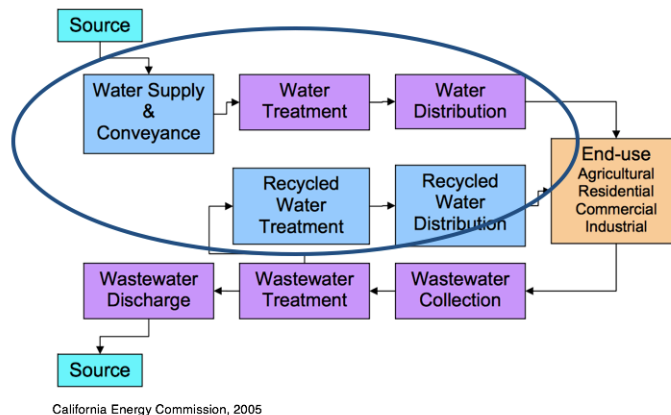 Source
Water Supply
&
Conveyance
Water
Treatment
Water
Distribution
End-use
Agricultural
Residential
Commercial
Industrial
Recycled
Water
Treatment
Recycled
Water
Distribution
Wastewater
Discharge
Wastewater
Treatment
Wastewater
Collection
Source
California Energy Commission, 2005